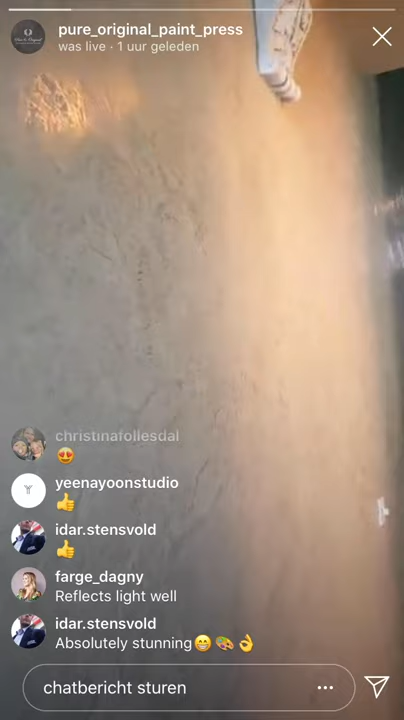 pure_original_paint_press
was live · 1 uur geleden
christinafollesdal
😍
yeenayoonstudio
👍
idar.stensvold
👍
farge_dagny
Reflects light well
idar.stensvold
Absolutely stunning😁🎨👌
chatbericht sturen